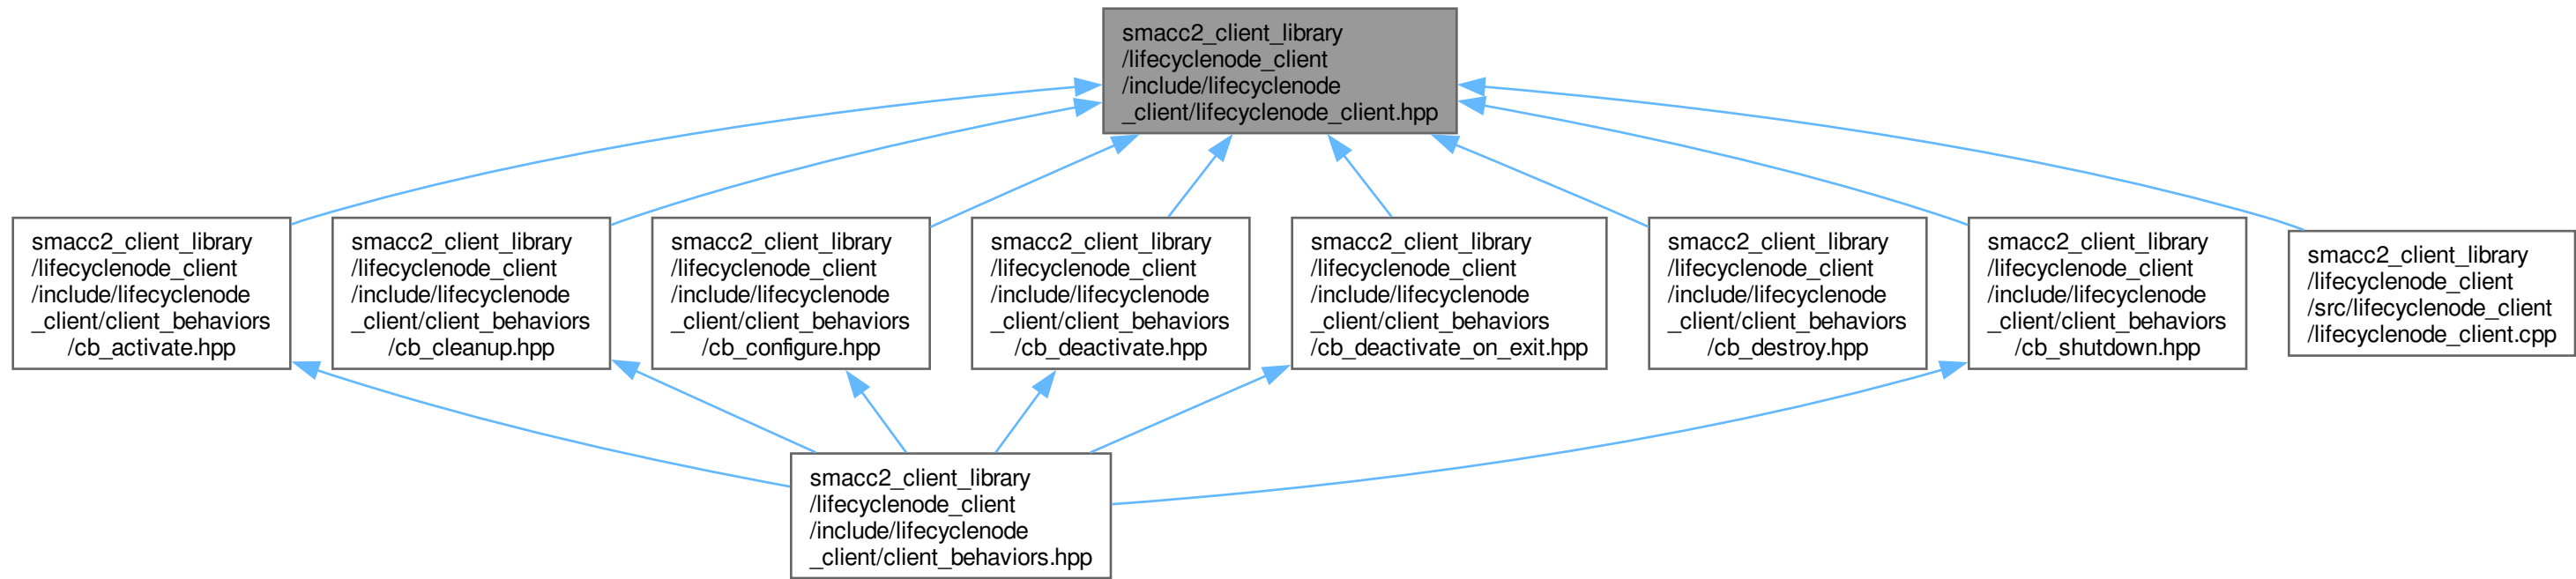 smacc2_client_library
/lifecyclenode_client
/include/lifecyclenode
_client/lifecyclenode_client.hpp
smacc2_client_library
/lifecyclenode_client
/include/lifecyclenode
_client/client_behaviors
/cb_activate.hpp
smacc2_client_library
/lifecyclenode_client
/include/lifecyclenode
_client/client_behaviors
/cb_cleanup.hpp
smacc2_client_library
/lifecyclenode_client
/include/lifecyclenode
_client/client_behaviors
/cb_configure.hpp
smacc2_client_library
/lifecyclenode_client
/include/lifecyclenode
_client/client_behaviors
/cb_deactivate.hpp
smacc2_client_library
/lifecyclenode_client
/include/lifecyclenode
_client/client_behaviors
/cb_deactivate_on_exit.hpp
smacc2_client_library
/lifecyclenode_client
/include/lifecyclenode
_client/client_behaviors
/cb_destroy.hpp
smacc2_client_library
/lifecyclenode_client
/include/lifecyclenode
_client/client_behaviors
/cb_shutdown.hpp
smacc2_client_library
/lifecyclenode_client
/src/lifecyclenode_client
/lifecyclenode_client.cpp
smacc2_client_library
/lifecyclenode_client
/include/lifecyclenode
_client/client_behaviors.hpp